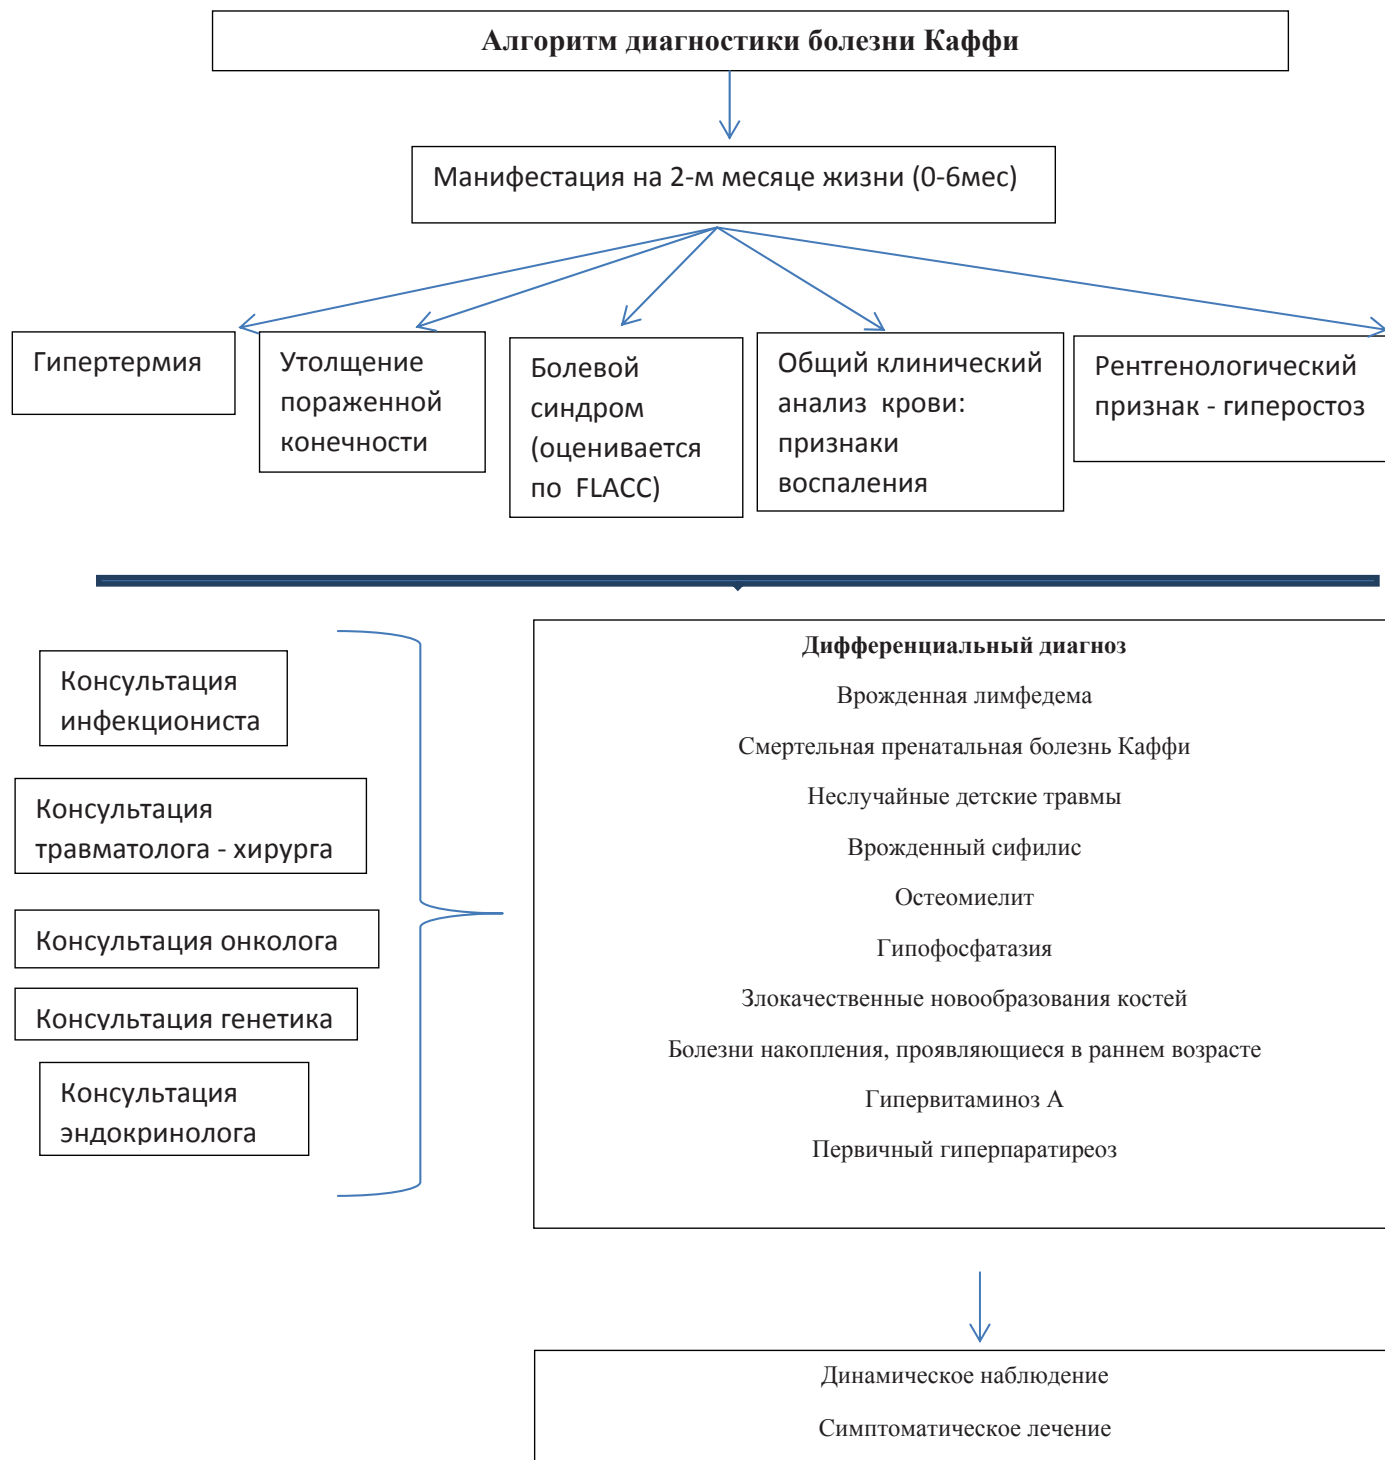 Алгоритм диагностики болезни Каффи
Манифестация на 2-м месяце жизни (0-6мес)
Гипертермия
Утолщение
пораженной
конечности
Болевой
синдром
(оценивается
по FLACC)
Общий клинический
анализ крови:
признаки
воспаления
Рентгенологический
признак - гиперостоз
Консультация
инфекциониста
Консультация
травматолога - хирурга
Консультация онколога
Консультация генетика
Консультация
эндокринолога
Дифференциальный диагноз
Врожденная лимфедема
Смертельная пренатальная болезнь Каффи
Неслучайные детские травмы
Врожденный сифилис
Остеомиелит
Гипофосфатазия
Злокачественные новообразования костей
Болезни накопления, проявляющиеся в раннем возрасте
Гипервитаминоз А
Первичный гиперпаратиреоз
Динамическое наблюдение
Симптоматическое лечение